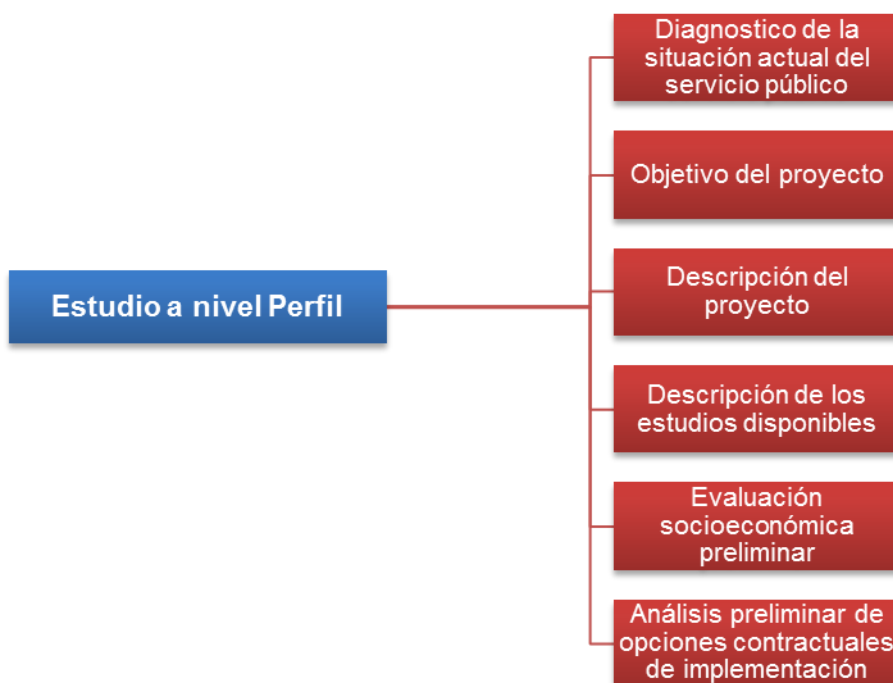 Diagnostico de la
situación actual del
servicio público
Objetivo del proyecto
Descripción del
proyecto
Estudio a nivel Perfil
Descripción de los
estudios disponibles
Evaluación
socioeconómica
preliminar
Análisis preliminar de
opciones contractuales
de implementación